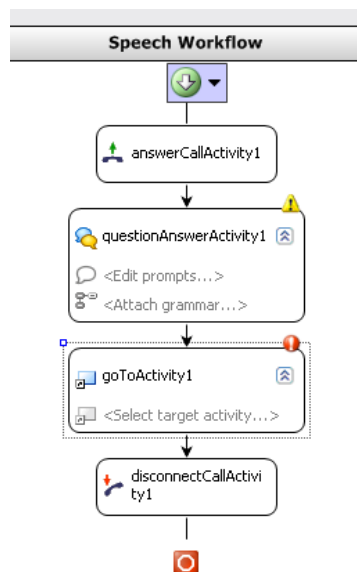 Speech Workflow
answerCallActivity1
questionAnswerActivity1
<Edit prompts...>
<Attach grammar...>
goToActivity1
<Select target activity...>
disconnectCallActivi
ty1